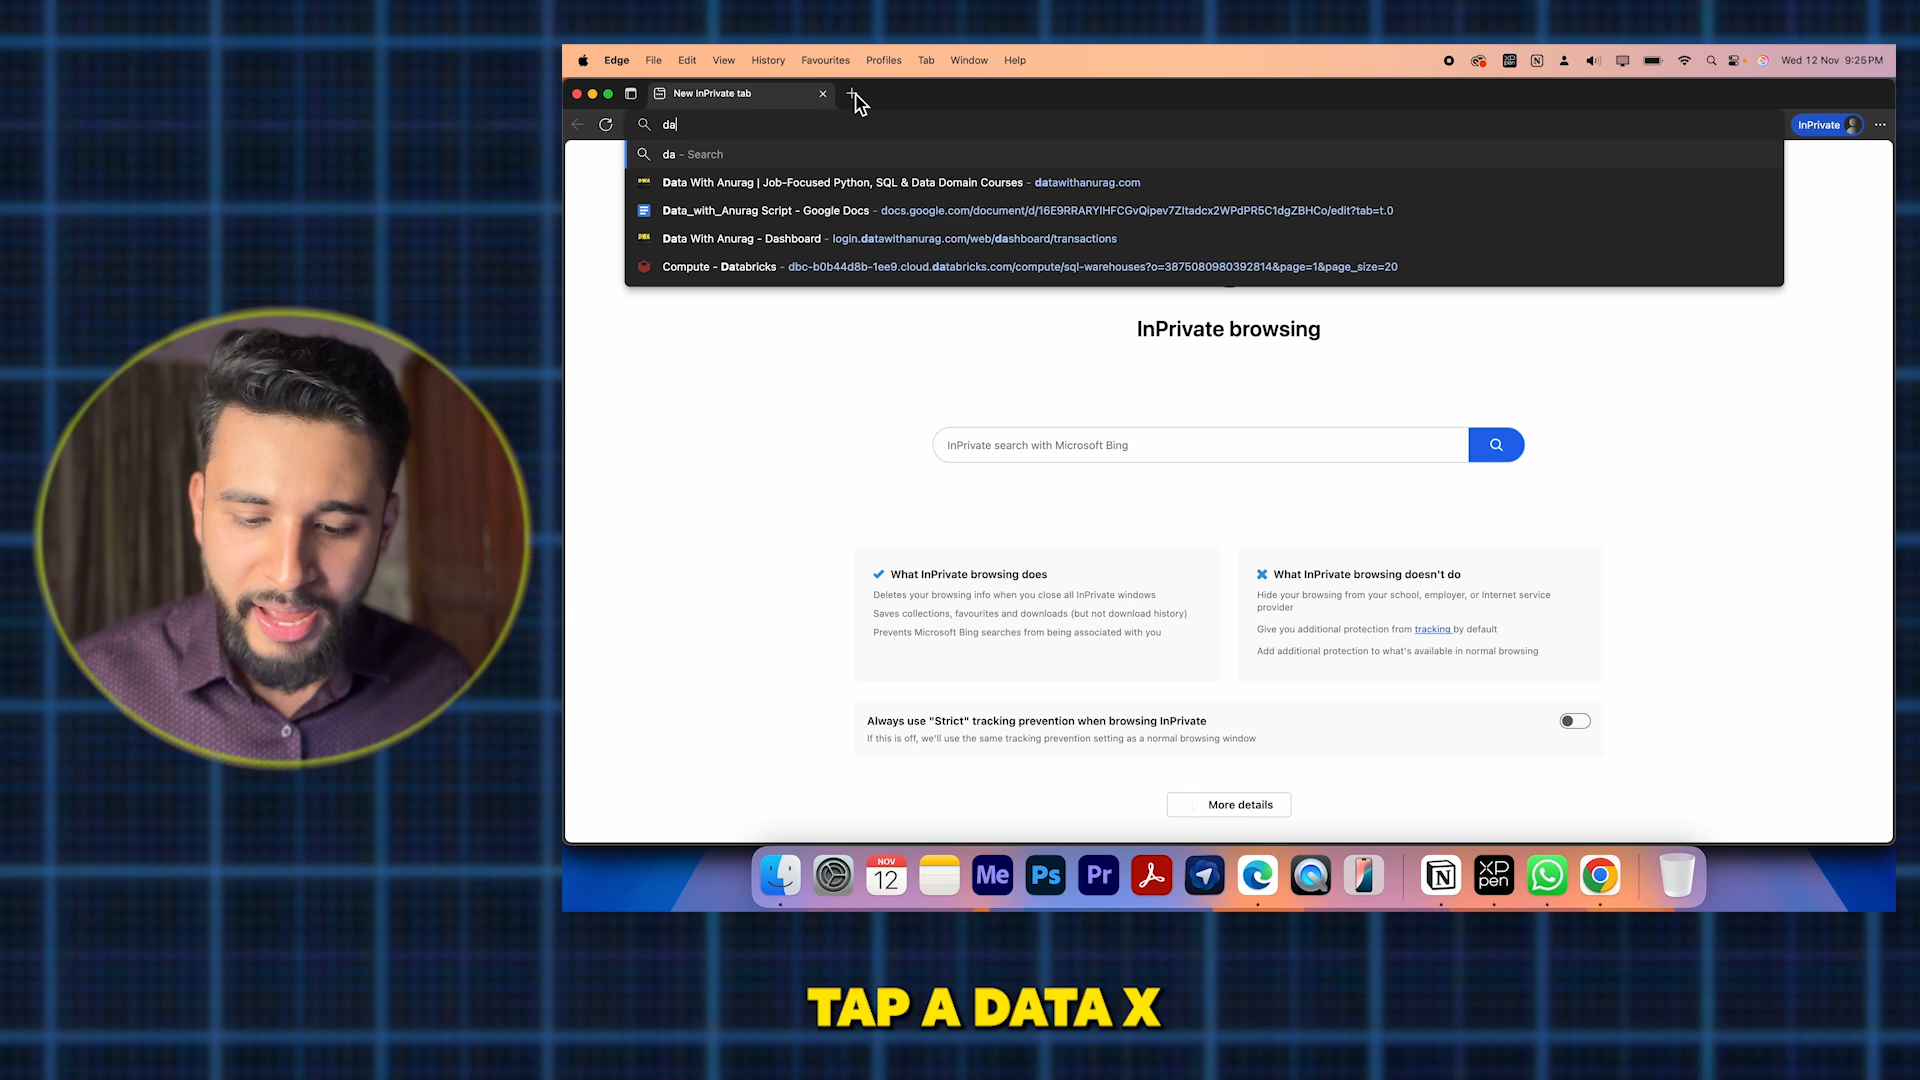 Edge File Edit View History Favourites Profiles Tab Window Help
Wed 12 Nov 9:25 PM
New InPrivate tab
da
InPrivate
da - Search
DWA Data With Anurag | Job-Focused Python, SQL & Data Domain Courses - datawithanurag.com
Data_with_Anurag Script - Google Docs - docs.google.com/document/d/16E9RRARYIHFCGvQipev7ZItadcx2WPdPR5C1dgZBHCo/edit?tab=t.0
DWA Data With Anurag - Dashboard - login.datawithanurag.com/web/dashboard/transactions
Compute - Databricks - dbc-b0b44d8b-1ee9.cloud.databricks.com/compute/sql-warehouses?o=3875080980392814&page=1&page_size=20
InPrivate browsing
InPrivate search with Microsoft Bing
What InPrivate browsing does
Deletes your browsing info when you close all InPrivate windows
Saves collections, favourites and downloads (but not download history)
Prevents Microsoft Bing searches from being associated with you
What InPrivate browsing doesn't do
Hide your browsing from your school, employer, or Internet service
provider
Give you additional protection from tracking by default
Add additional protection to what's available in normal browsing
Always use "Strict" tracking prevention when browsing InPrivate
If this is off, we'll use the same tracking prevention setting as a normal browsing window
More details
NOV
12
Me
Ps
Pr
N
XP
pen
TAP A DATA X